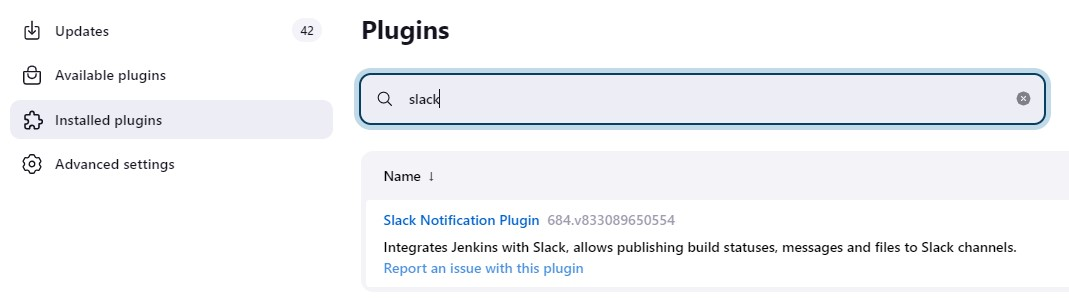 Updates 42
Available plugins
Installed plugins
Advanced settings
Plugins
slack
Name ↓
Slack Notification Plugin 684.v833089650554
Integrates Jenkins with Slack, allows publishing build statuses, messages and files to Slack channels.
Report an issue with this plugin